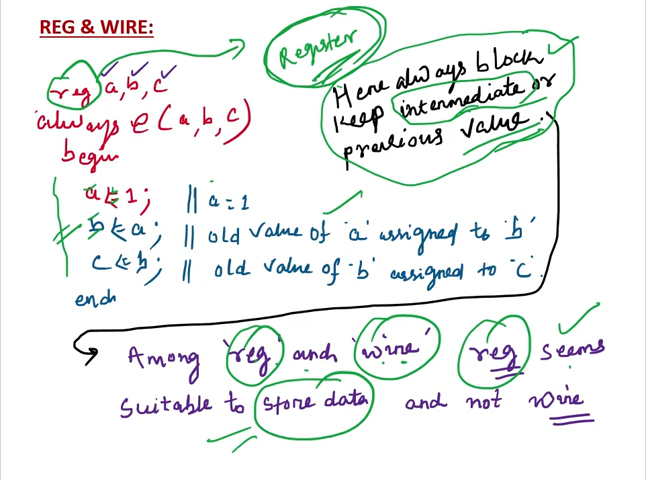 REG & WIRE:
Register
reg a, b, c
always @ (a, b, c)
begin
Here always block
keep intermediate or
previous value.
a <= 1; // a = 1
b <= a; // old value of 'a' assigned to 'b'
c <= b; // old value of 'b' assigned to 'c'.
end
Among 'reg' and 'wire' reg seems
suitable to store data and not wire